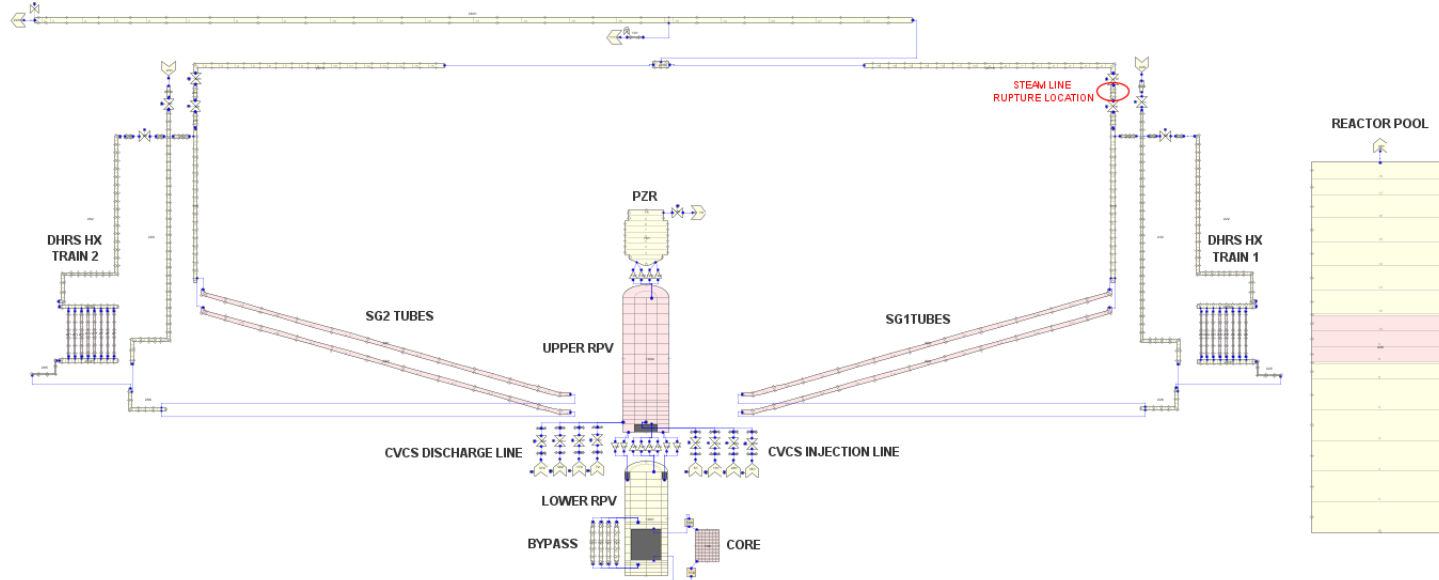 STEAM LINE
RUPTURE LOCATION
REACTOR POOL
PZR
DHRS HX
TRAIN 2
DHRS HX
TRAIN 1
SG2 TUBES
SG1TUBES
UPPER RPV
CVCS DISCHARGE LINE
CVCS INJECTION LINE
LOWER RPV
BYPASS
CORE